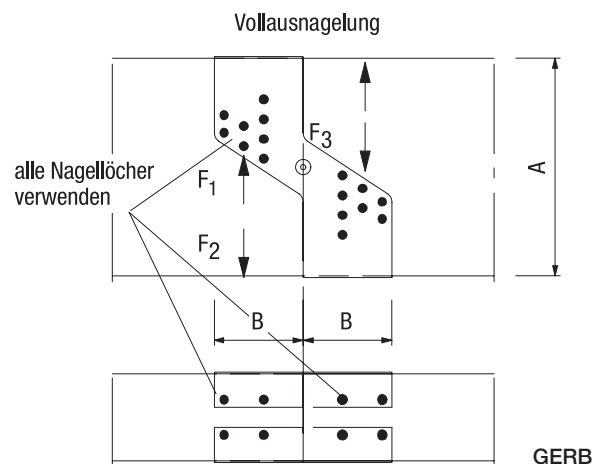 Vollausnagelung
F3
A
alle Nagellöcher
verwenden
F1
F2
B
B
GERB